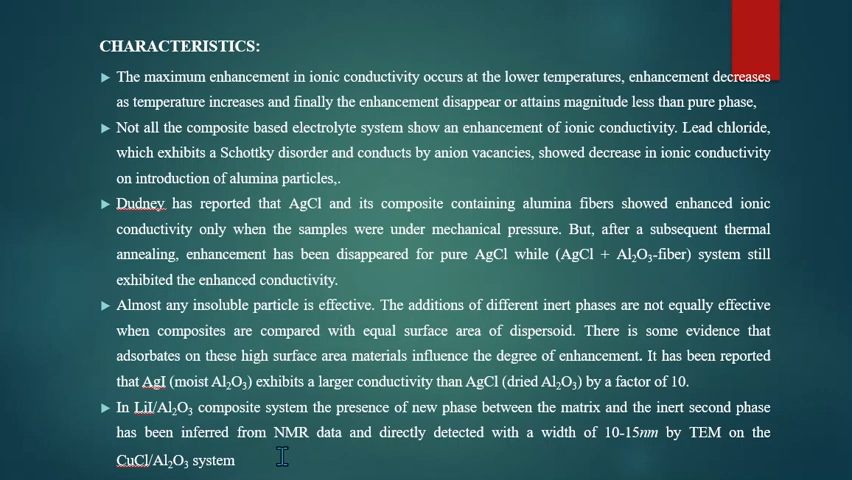 CHARACTERISTICS:
The maximum enhancement in ionic conductivity occurs at the lower temperatures, enhancement decreases
as temperature increases and finally the enhancement disappear or attains magnitude less than pure phase,
Not all the composite based electrolyte system show an enhancement of ionic conductivity. Lead chloride,
which exhibits a Schottky disorder and conducts by anion vacancies, showed decrease in ionic conductivity
on introduction of alumina particles,.
Dudney has reported that AgCl and its composite containing alumina fibers showed enhanced ionic
conductivity only when the samples were under mechanical pressure. But, after a subsequent thermal
annealing, enhancement has been disappeared for pure AgCl while (AgCl + Al₂O₃-fiber) system still
exhibited the enhanced conductivity.
Almost any insoluble particle is effective. The additions of different inert phases are not equally effective
when composites are compared with equal surface area of dispersoid. There is some evidence that
adsorbates on these high surface area materials influence the degree of enhancement. It has been reported
that AgI (moist Al₂O₃) exhibits a larger conductivity than AgCl (dried Al₂O₃) by a factor of 10.
In LiI/Al₂O₃ composite system the presence of new phase between the matrix and the inert second phase
has been inferred from NMR data and directly detected with a width of 10-15nm by TEM on the
CuCl/Al₂O₃ system